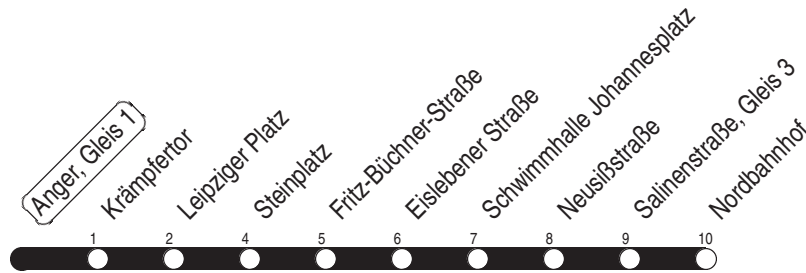 Anger, Gleis 1
Krämpfertor
Leipziger Platz
Steinplatz
Fritz-Büchner-Straße
Eislebener Straße
Schwimmhalle Johannesplatz
Neusißstraße
Salinenstraße, Gleis 3
Nordbahnhof
1 2 4 5 6 7 8 9 10